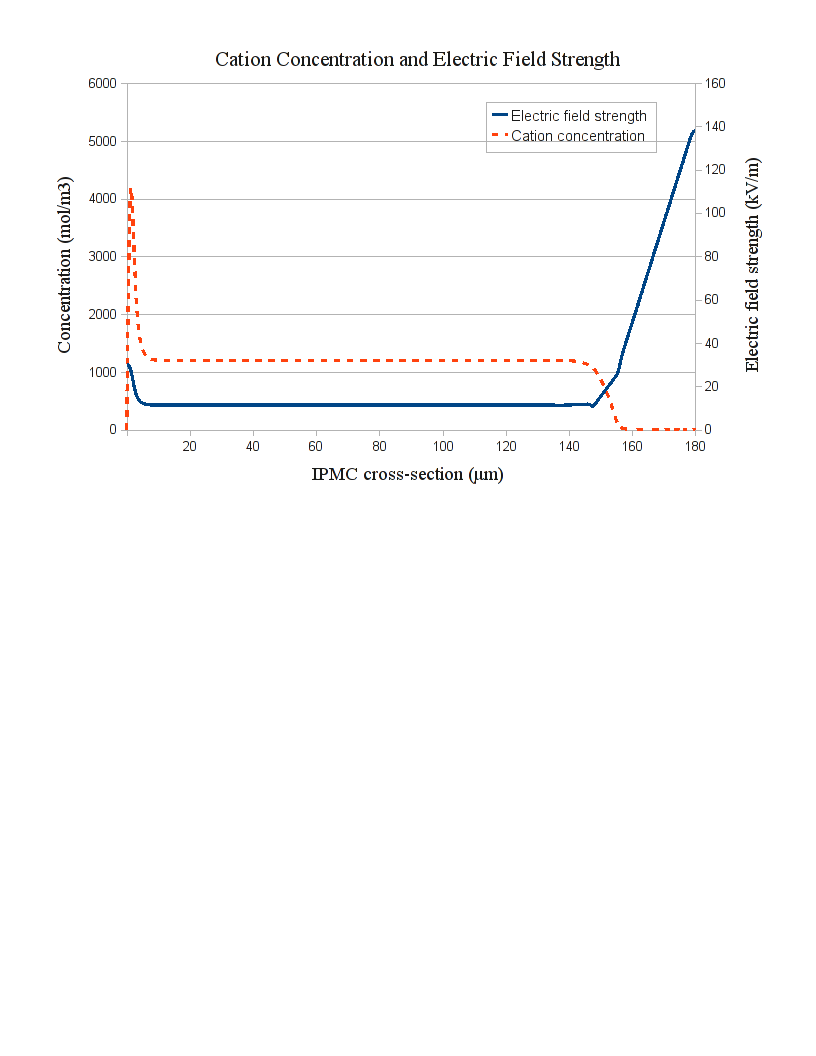 Cation Concentration and Electric Field Strength
6000
5000
4000
3000
2000
1000
0
Concentration (mol/m3)
160
140
120
100
80
60
40
20
0
Electric field strength (kV/m)
Electric field strength
Cation concentration
20 40 60 80 100 120 140 160 180
IPMC cross-section (µm)